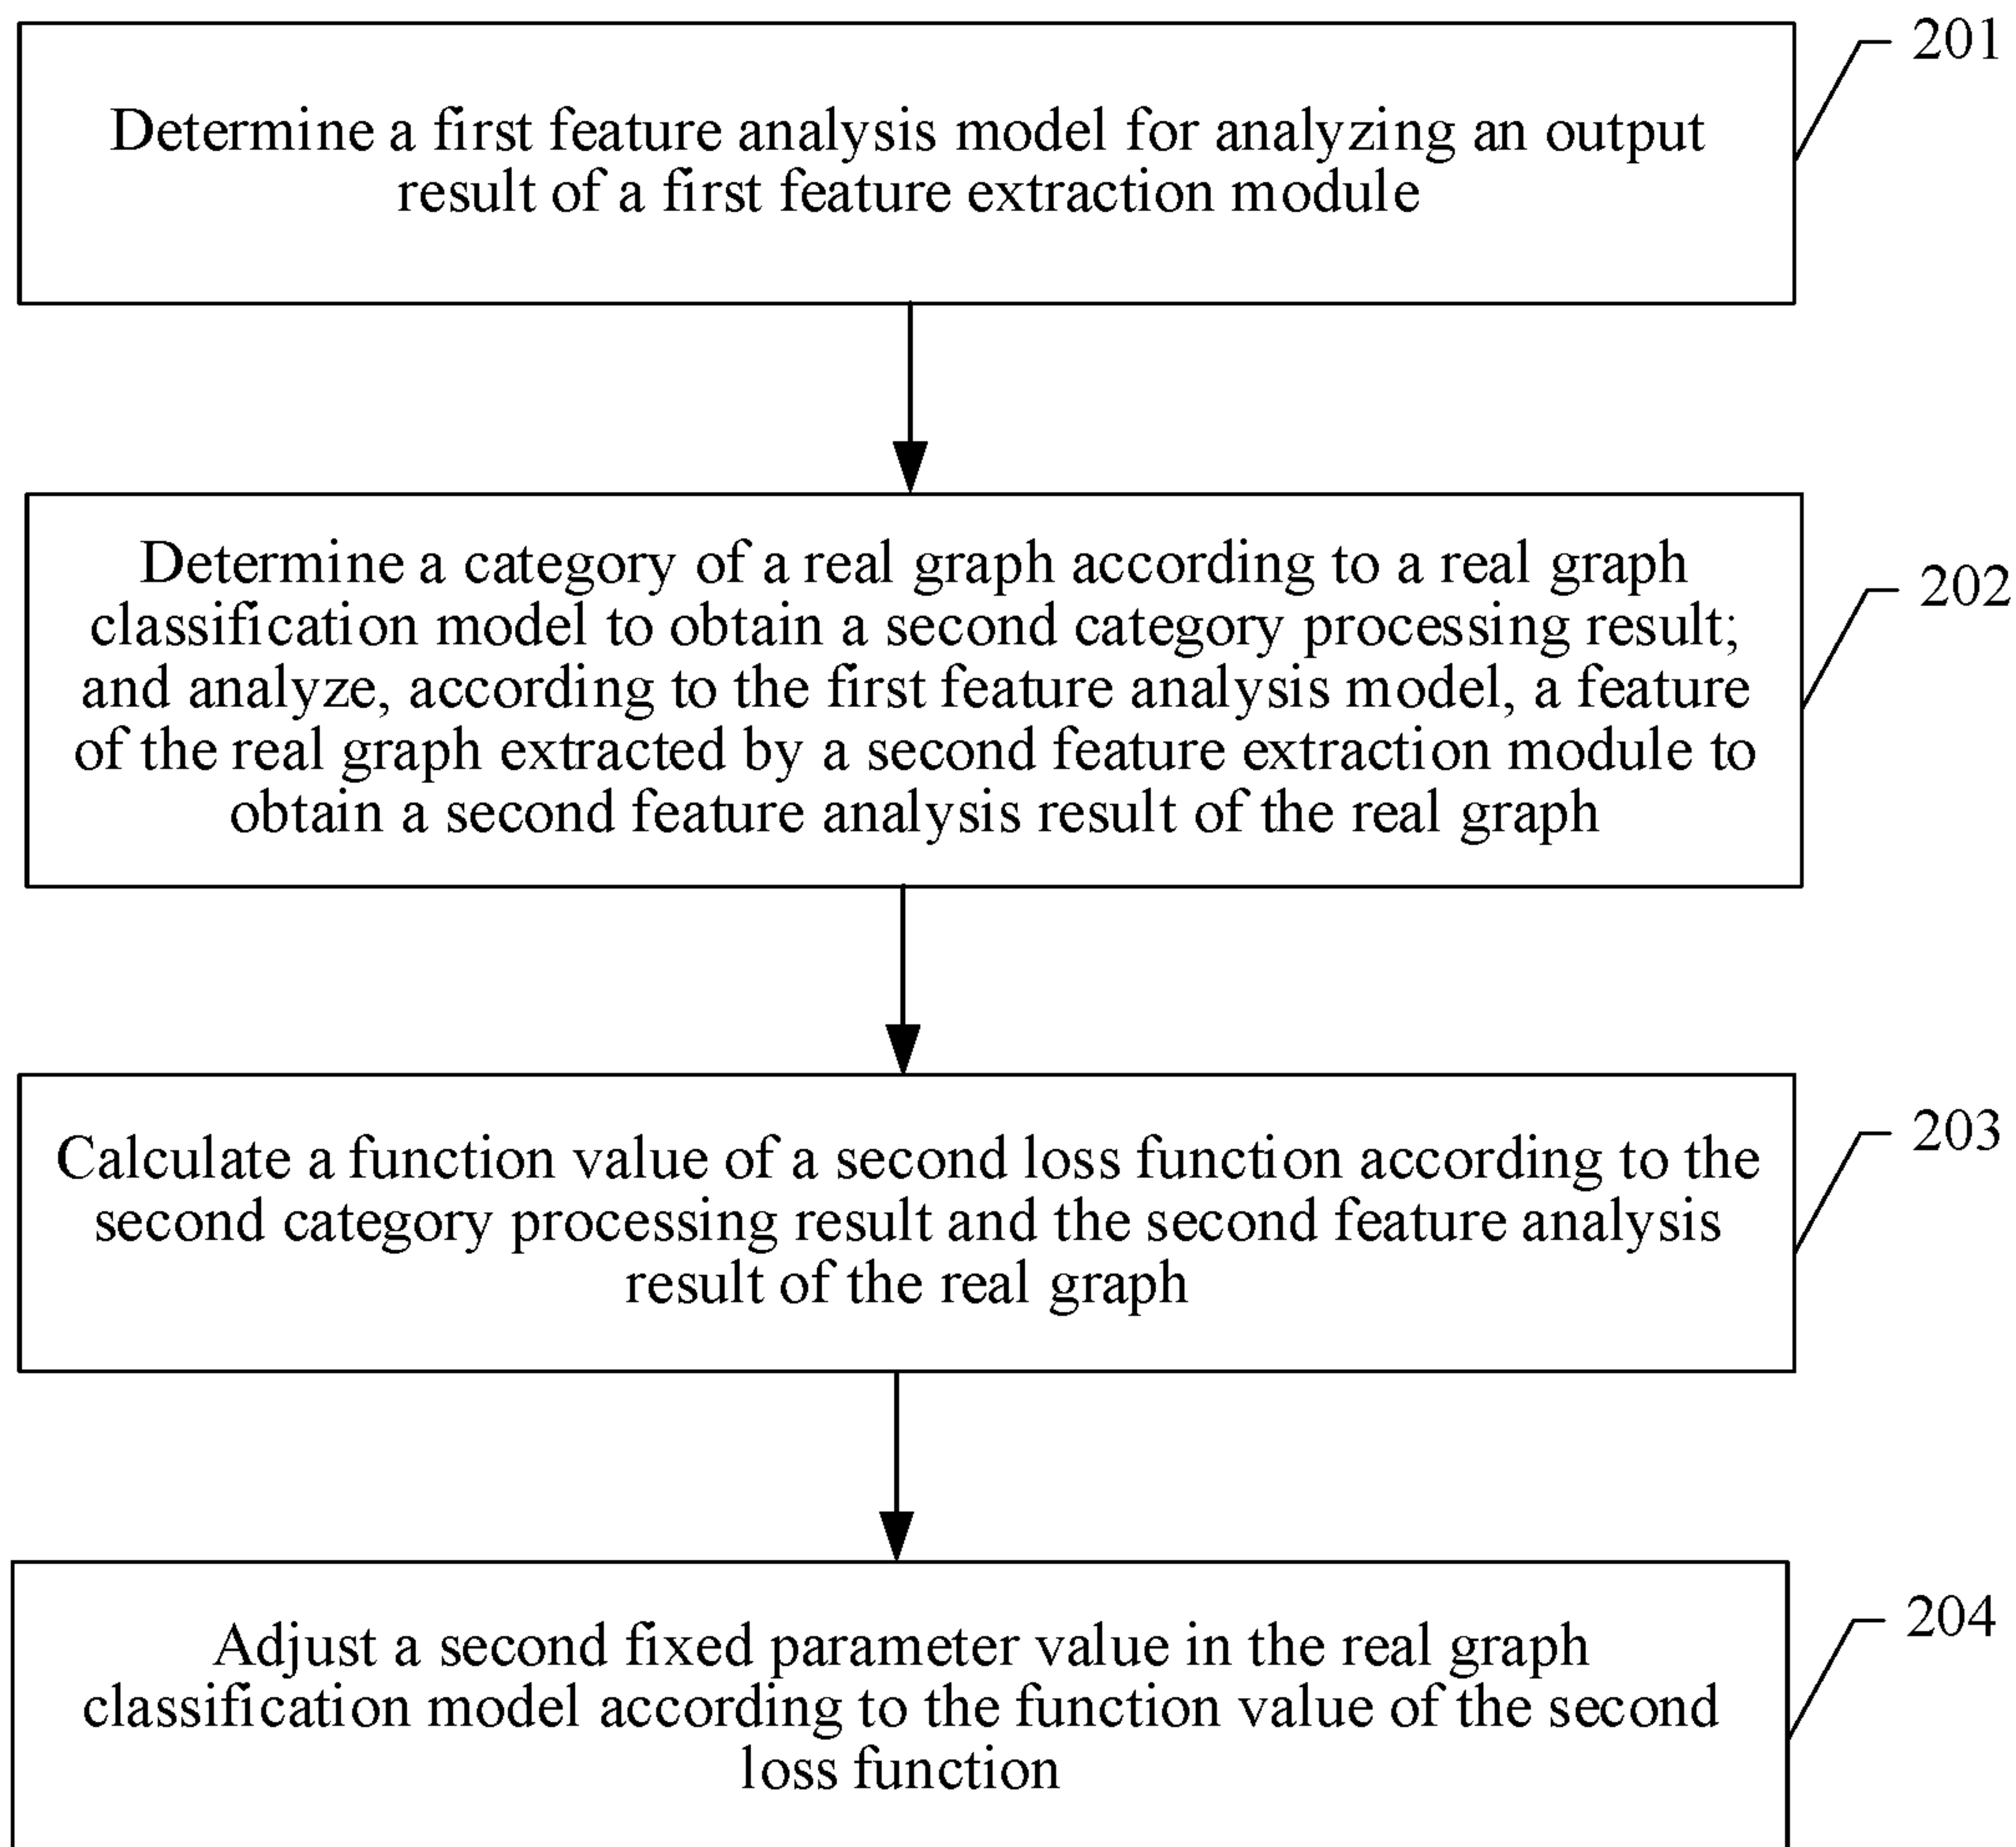 201
Determine a first feature analysis model for analyzing an output
result of a first feature extraction module
Determine a category of a real graph according to a real graph
classification model to obtain a second category processing result;
and analyze, according to the first feature analysis model, a feature
of the real graph extracted by a second feature extraction module to
obtain a second feature analysis result of the real graph
202
Calculate a function value of a second loss function according to the
second category processing result and the second feature analysis
result of the real graph
203
Adjust a second fixed parameter value in the real graph
classification model according to the function value of the second
loss function
204